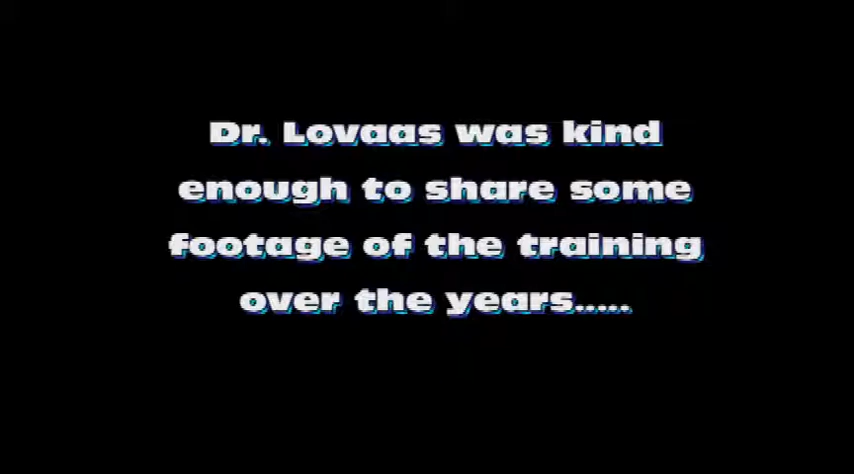 Dr. Lovaas was kind
enough to share some
footage of the training
over the years.....